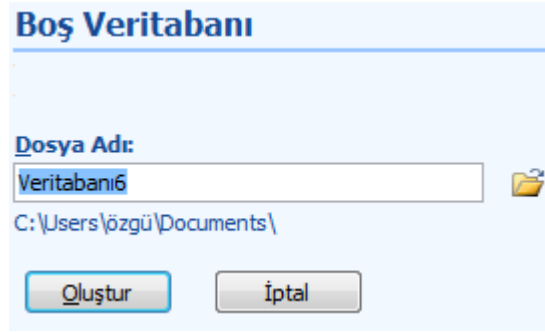 Boş Veritabanı
Dosya Adı:
Veritabanı6
C:\Users\özgü\Documents\
Oluştur
İptal